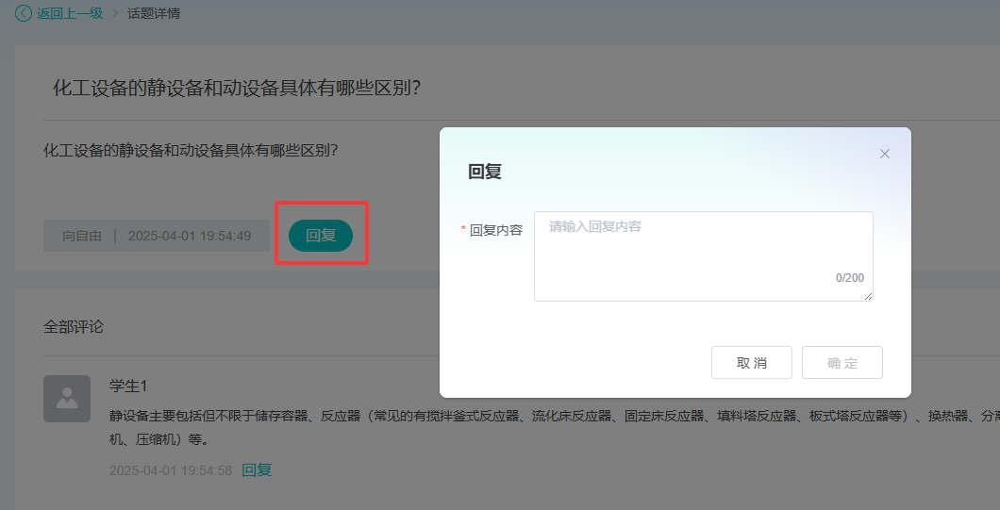 返回上一级 > 话题详情
化工设备的静设备和动设备具体有哪些区别?
化工设备的静设备和动设备具体有哪些区别?
向自由 | 2025-04-01 19:54:49 回复
回复
* 回复内容 请输入回复内容
0/200
取消 确定
全部评论
学生1
静设备主要包括但不限于储存容器、反应器（常见的有搅拌釜式反应器、流化床反应器、固定床反应器、填料塔反应器、板式塔反应器等）、换热器、分离
机、压缩机）等。
2025-04-01 19:54:58 回复